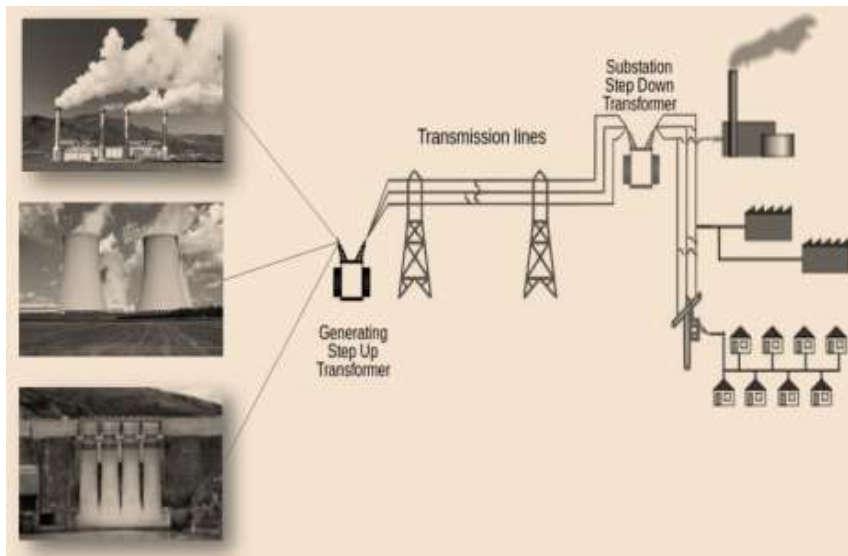 Substation
Step Down
Transformer
Transmission lines
Generating
Step Up
Transformer